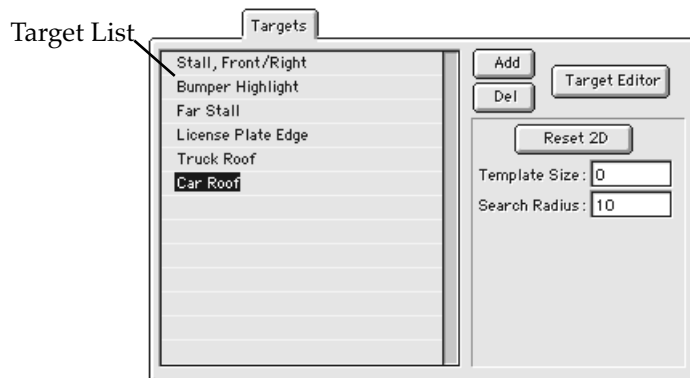 Targets
Target List
Stall, Front/Right
Bumper Highlight
Far Stall
License Plate Edge
Truck Roof
Car Roof
Add
Del
Target Editor
Reset 2D
Template Size: 0
Search Radius: 10